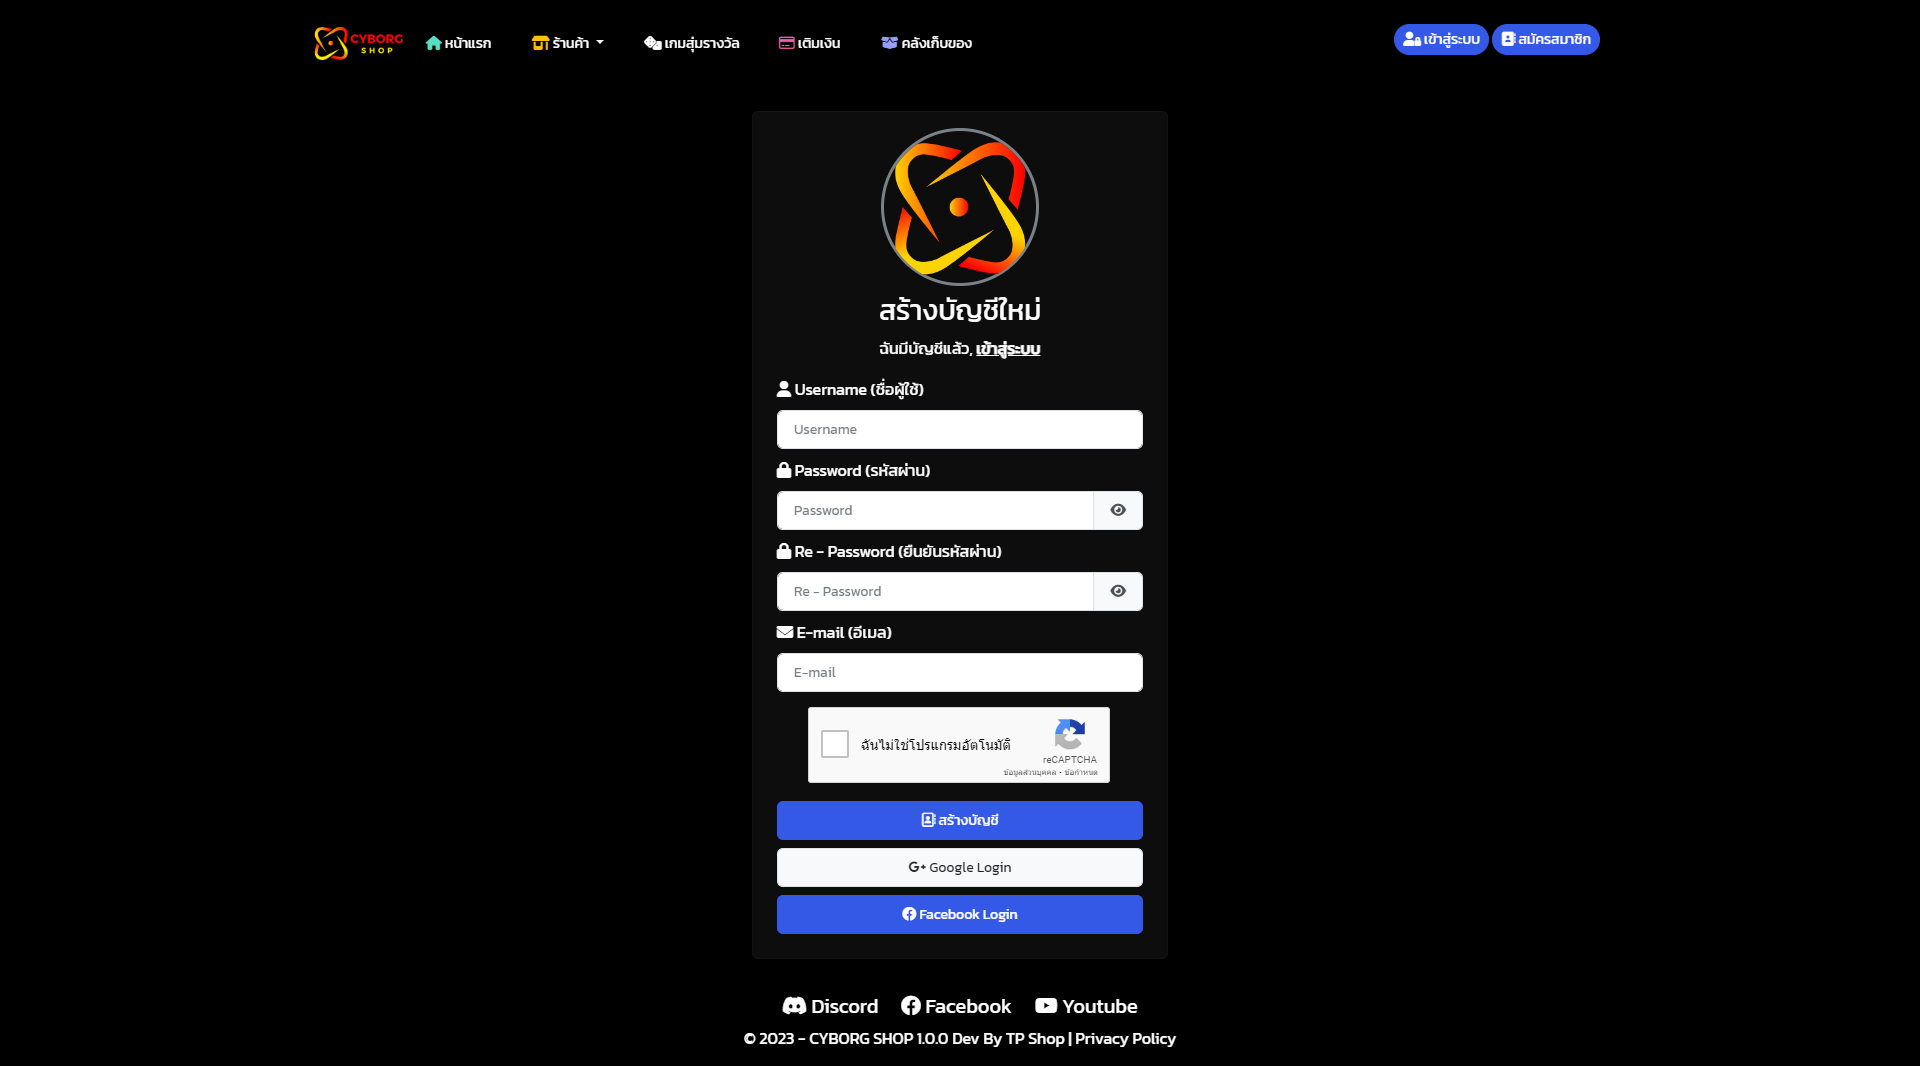 CYBORG SHOP หน้าแรก ร้านค้า เกมสุ่มรางวัล เติมเงิน คลังเก็บของ เข้าสู่ระบบ สมัครสมาชิก
สร้างบัญชีใหม่
ฉันมีบัญชีแล้ว, เข้าสู่ระบบ
Username (ชื่อผู้ใช้)
Username
Password (รหัสผ่าน)
Password
Re - Password (ยืนยันรหัสผ่าน)
Re - Password
E-mail (อีเมล)
E-mail
ฉันไม่ใช่โปรแกรมอัตโนมัติ
reCAPTCHA
ข้อมูลส่วนบุคคล - ข้อกำหนด
สร้างบัญชี
G+ Google Login
Facebook Login
Discord Facebook Youtube
© 2023 - CYBORG SHOP 1.0.0 Dev By TP Shop | Privacy Policy